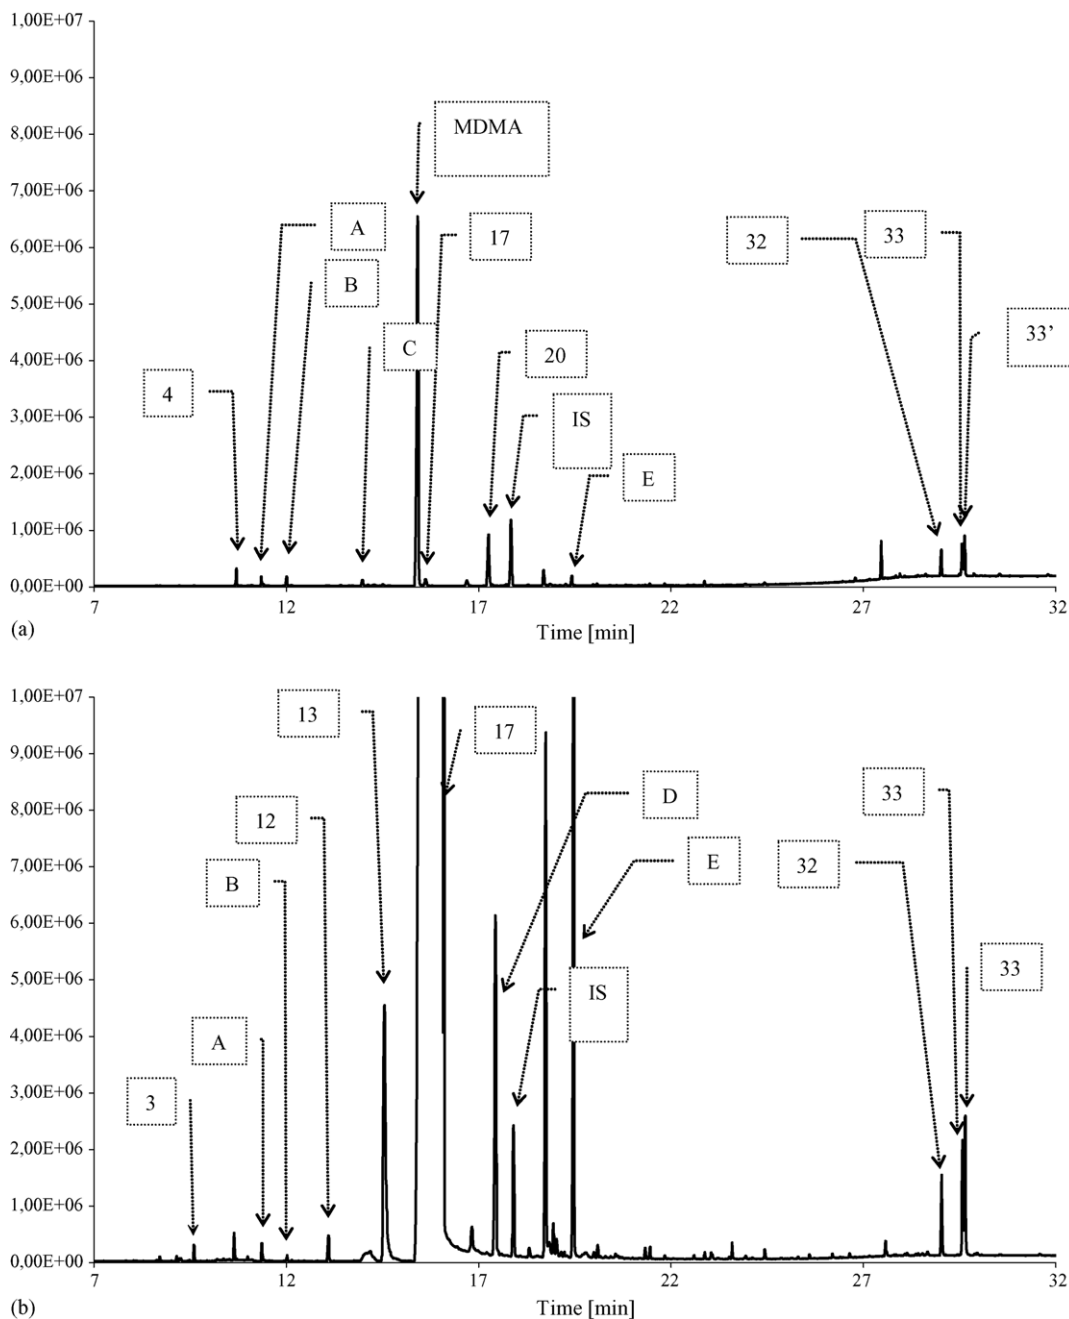 1,00E+07
9,00E+06
8,00E+06
MDMA
7,00E+06
A
17
32
33
6,00E+06
B
5,00E+06
C
20
33’
4,00E+06
4
IS
3,00E+06
E
2,00E+06
1,00E+06
0,00E+00
7 12 17 22 27 32
(a)
Time [min]
1,00E+07
13
17
9,00E+06
D
33
8,00E+06
12
E
32
7,00E+06
B
6,00E+06
33
5,00E+06
IS
4,00E+06
A
3,00E+06
3
2,00E+06
1,00E+06
0,00E+00
7 12 17 22 27 32
(b)
Time [min]